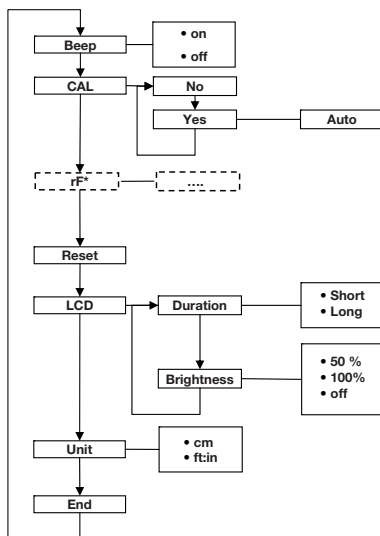 Beep
• on
• off
CAL
No
Yes
Auto
rF*
....
Reset
LCD
Duration
• Short
• Long
Brightness
• 50 %
• 100%
• off
Unit
• cm
• ft:in
End